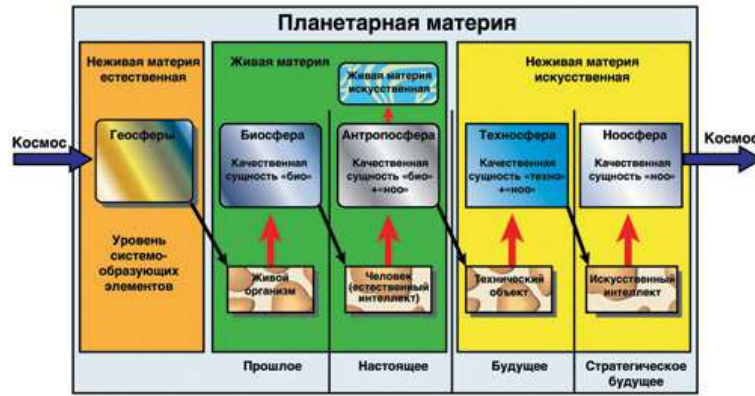 Планетарная материя
Неживая материя
естественная
Живая материя
Неживая материя
искусственная
Живая материя
искусственная
Космос
Геосферы
Биосфера
Качественная
сущность «био»
Антропосфера
Качественная
сущность «био»
+«ноо»
Техносфера
Качественная
сущность «техно»
+«ноо»
Ноосфера
Качественная
сущность «ноо»
Космос
Уровень
системо-
образующих
элементов
Живой
организм
Человек
(естественный
интеллект)
Технический
объект
Искусственный
интеллект
Прошлое
Настоящее
Будущее
Стратегическое
будущее